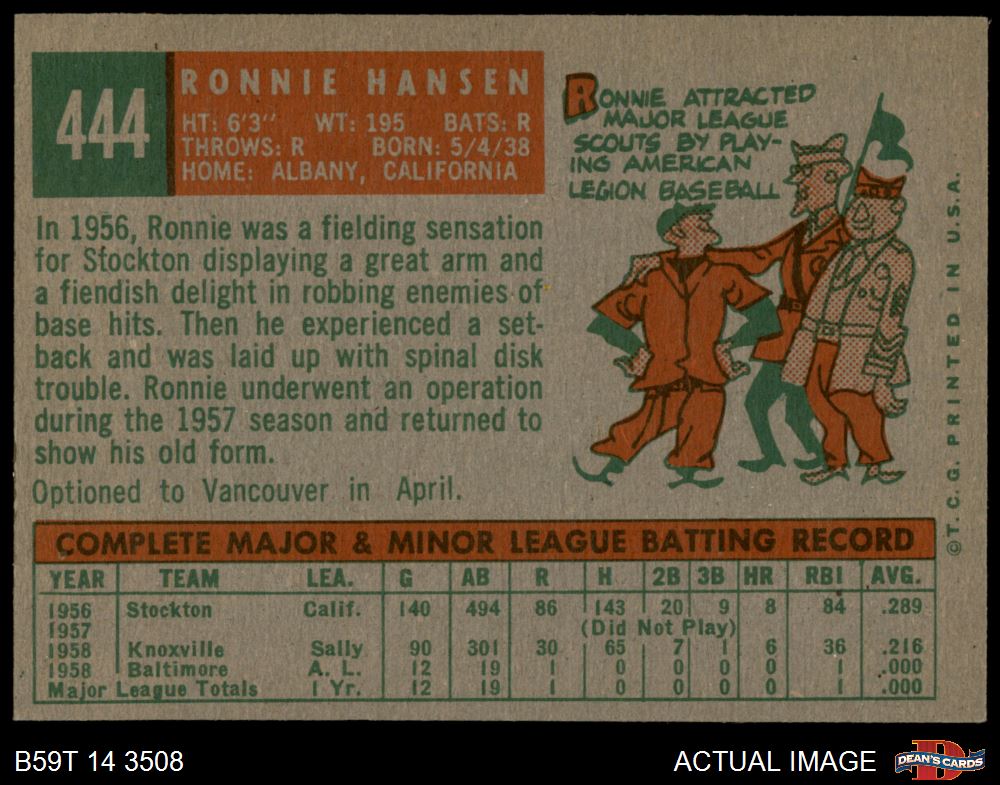 444
RONNIE HANSEN
HT: 6'3" WT: 195 BATS: R
THROWS: R BORN: 5/4/38
HOME: ALBANY, CALIFORNIA
RONNIE ATTRACTED
MAJOR LEAGUE
SCOUTS BY PLAY-
ING AMERICAN
LEGION BASEBALL
In 1956, Ronnie was a fielding sensation
for Stockton displaying a great arm and
a fiendish delight in robbing enemies of
base hits. Then he experienced a set-
back and was laid up with spinal disk
trouble. Ronnie underwent an operation
during the 1957 season and returned to
show his old form.
Optioned to Vancouver in April.
©T. C. G. PRINTED IN U.S.A.
COMPLETE MAJOR & MINOR LEAGUE BATTING RECORD
YEAR TEAM LEA. G AB R H 2B 3B HR RBI AVG.
1956 Stockton Calif. 140 494 86 143 20 9 8 84 .289
1957 (Did Not Play)
1958 Knoxville Sally 90 301 30 65 7 1 6 36 .216
1958 Baltimore A. L. 12 19 1 0 0 0 0 1 .000
Major League Totals 1 Yr. 12 19 1 0 0 0 0 1 .000
B59T 14 3508
ACTUAL IMAGE
DEAN'S CARDS